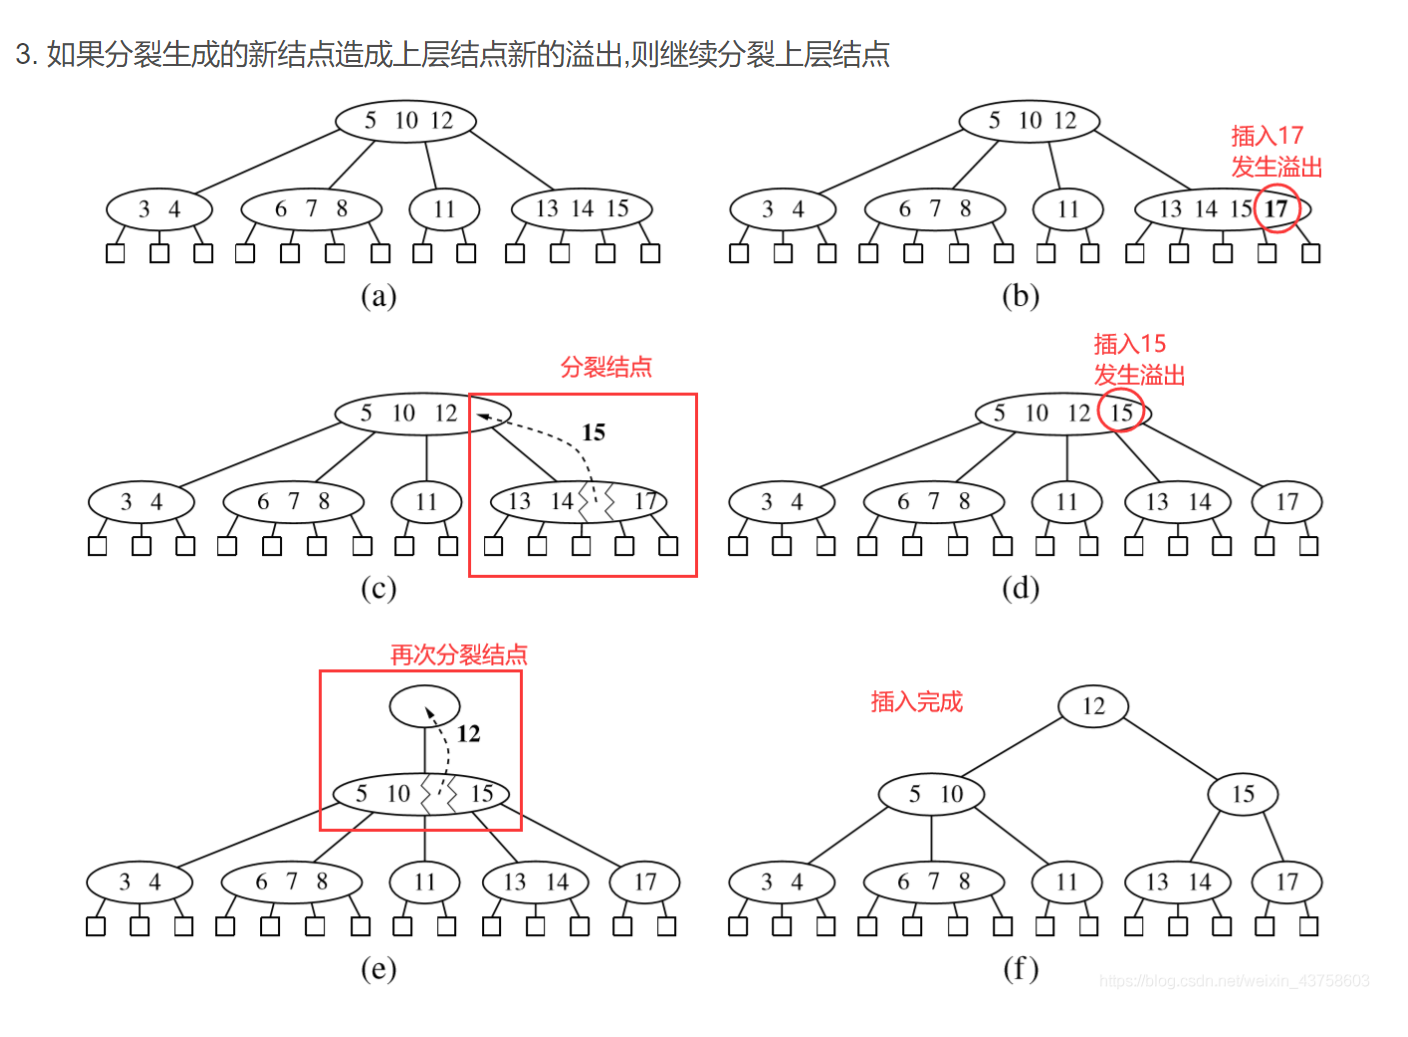 3. 如果分裂生成的新结点造成上层结点新的溢出,则继续分裂上层结点
5 10 12
3 4 6 7 8 11 13 14 15
(a)
插入17
发生溢出
5 10 12
3 4 6 7 8 11 13 14 15 17
(b)
分裂结点
5 10 12
15
3 4 6 7 8 11 13 14 17
(c)
插入15
发生溢出
5 10 12 15
3 4 6 7 8 11 13 14 17
(d)
再次分裂结点
12
5 10 15
3 4 6 7 8 11 13 14 17
(e)
插入完成
12
5 10 15
3 4 6 7 8 11 13 14 17
(f)
https://blog.csdn.net/weixin_43758603